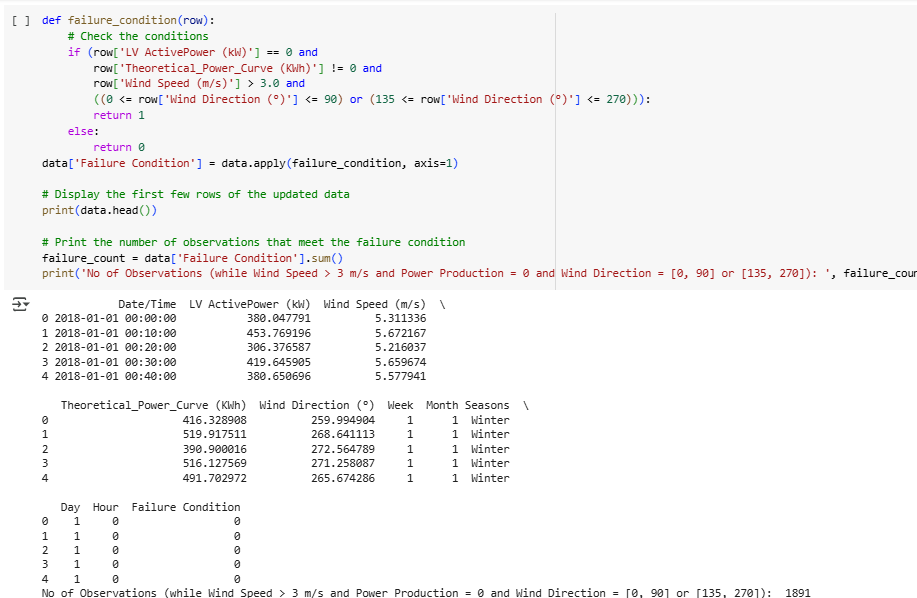 [ ] def failure_condition(row):
    # Check the conditions
    if (row['LV ActivePower (kW)'] == 0 and
        row['Theoretical_Power_Curve (KWh)'] != 0 and
        row['Wind Speed (m/s)'] > 3.0 and
        ((0 <= row['Wind Direction (°)'] <= 90) or (135 <= row['Wind Direction (°)'] <= 270))):
        return 1
    else:
        return 0
data['Failure Condition'] = data.apply(failure_condition, axis=1)

# Display the first few rows of the updated data
print(data.head())

# Print the number of observations that meet the failure condition
failure_count = data['Failure Condition'].sum()
print('No of Observations (while Wind Speed > 3 m/s and Power Production = 0 and Wind Direction = [0, 90] or [135, 270]): ', failure_coun

Date/Time LV ActivePower (kW) Wind Speed (m/s) \
0 2018-01-01 00:00:00 380.047791 5.311336
1 2018-01-01 00:10:00 453.769196 5.672167
2 2018-01-01 00:20:00 306.376587 5.216037
3 2018-01-01 00:30:00 419.645905 5.659674
4 2018-01-01 00:40:00 380.650696 5.577941

Theoretical_Power_Curve (KWh) Wind Direction (°) Week Month Seasons \
0 416.328908 259.994904 1 1 Winter
1 519.917511 268.641113 1 1 Winter
2 390.900016 272.564789 1 1 Winter
3 516.127569 271.258087 1 1 Winter
4 491.702972 265.674286 1 1 Winter

Day Hour Failure Condition
0 1 0 0
1 1 0 0
2 1 0 0
3 1 0 0
4 1 0 0
No of Observations (while Wind Speed > 3 m/s and Power Production = 0 and Wind Direction = [0, 90] or [135, 270]): 1891